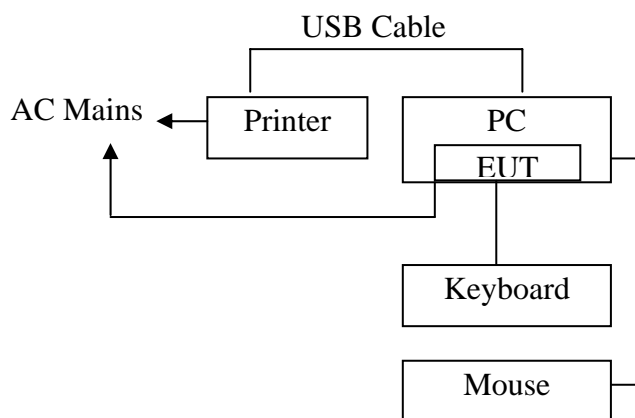 USB Cable
AC Mains
Printer
PC
EUT
Keyboard
Mouse